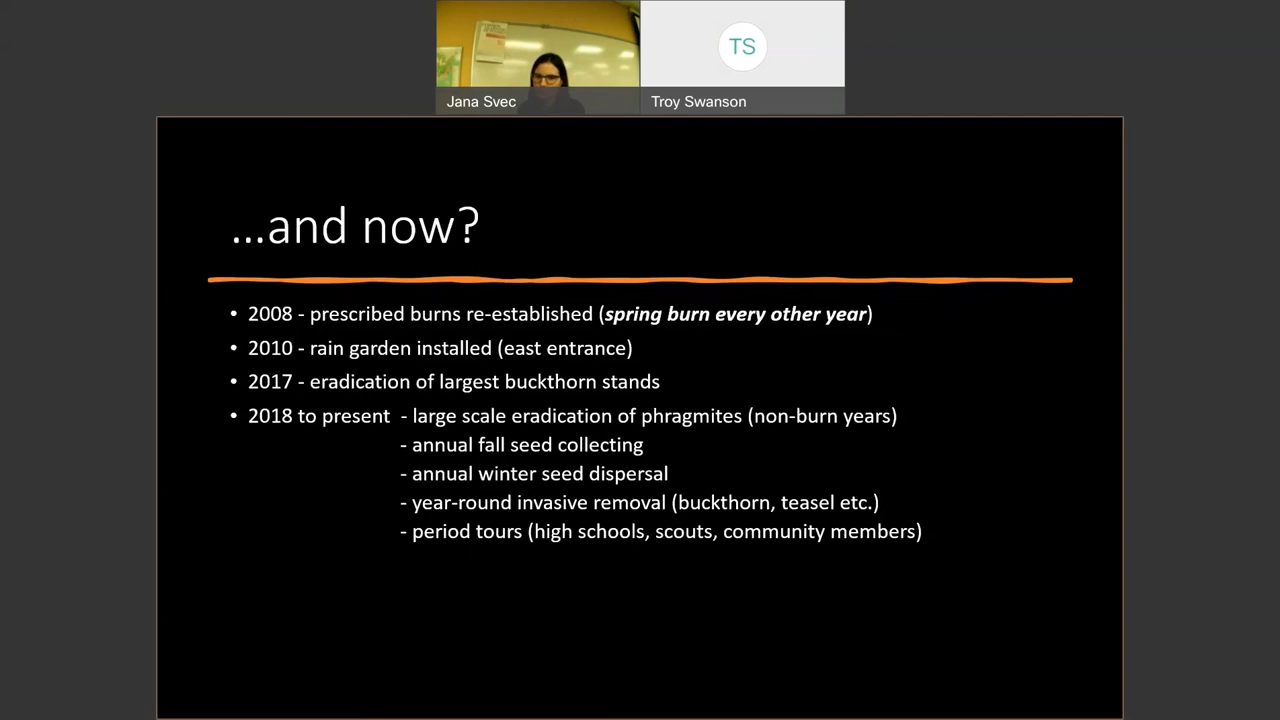 TS
Jana Svec
Troy Swanson
...and now?
• 2008 - prescribed burns re-established (spring burn every other year)
• 2010 - rain garden installed (east entrance)
• 2017 - eradication of largest buckthorn stands
• 2018 to present - large scale eradication of phragmites (non-burn years)
- annual fall seed collecting
- annual winter seed dispersal
- year-round invasive removal (buckthorn, teasel etc.)
- period tours (high schools, scouts, community members)